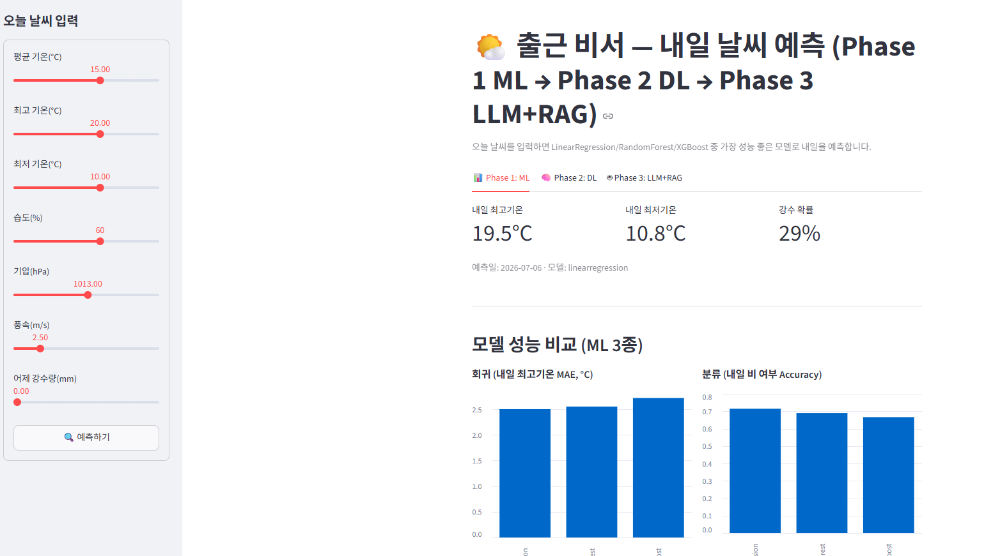 오늘 날씨 입력
평균 기온(°C)
15.00
최고 기온(°C)
20.00
최저 기온(°C)
10.00
습도(%)
60
기압(hPa)
1013.00
풍속(m/s)
2.50
어제 강수량(mm)
0.00
예측하기
출근 비서 — 내일 날씨 예측 (Phase
1 ML → Phase 2 DL → Phase 3
LLM+RAG)
오늘 날씨를 입력하면 LinearRegression/RandomForest/XGBoost 중 가장 성능 좋은 모델로 내일을 예측합니다.
Phase 1: ML
Phase 2: DL
Phase 3: LLM+RAG
내일 최고기온
19.5°C
내일 최저기온
10.8°C
강수 확률
29%
예측일: 2026-07-06 · 모델: linearregression
모델 성능 비교 (ML 3종)
회귀 (내일 최고기온 MAE, °C)
2.5
2.0
1.5
1.0
0.5
0.0
on
est
ost
분류 (내일 비 여부 Accuracy)
0.8
0.7
0.6
0.5
0.4
0.3
0.2
0.1
0.0
sion
rest
oost